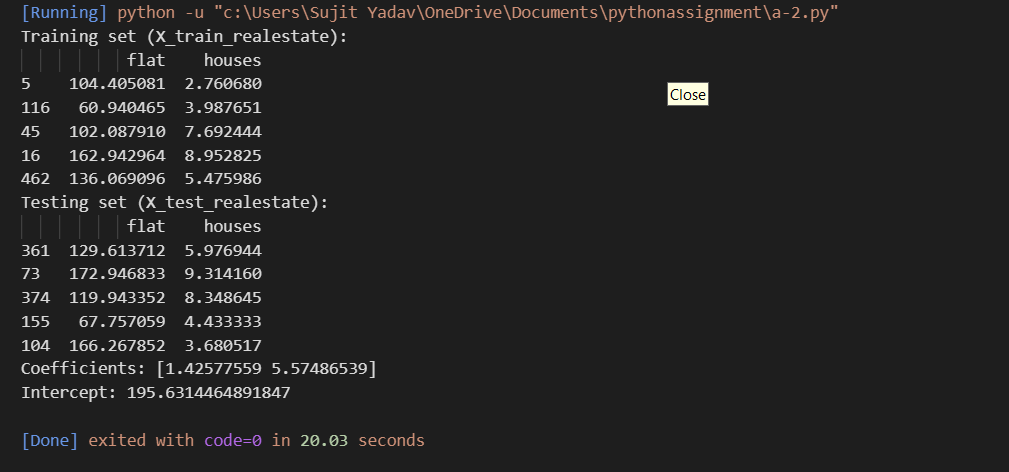 [Running] python -u "c:\Users\Sujit Yadav\OneDrive\Documents\pythonassignment\a-2.py"
Training set (X_train_realestate):
flat houses
5 104.405081 2.760680
Close
116 60.940465 3.987651
45 102.087910 7.692444
16 162.942964 8.952825
462 136.069096 5.475986
Testing set (X_test_realestate):
flat houses
361 129.613712 5.976944
73 172.946833 9.314160
374 119.943352 8.348645
155 67.757059 4.433333
104 166.267852 3.680517
Coefficients: [1.42577559 5.57486539]
Intercept: 195.6314464891847
[Done] exited with code=0 in 20.03 seconds